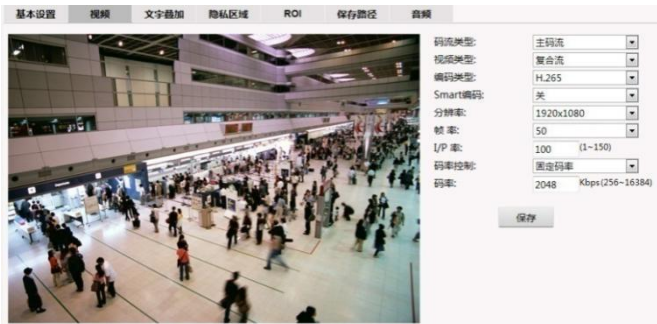 基本设置 视频 文字叠加 隐私区域 ROI 保存路径 音频
码流类型: 主码流
视频类型: 复合流
编码类型: H.265
Smart编码: 关
分辨率: 1920x1080
帧 率: 50
I/P 率: 100 (1~150)
码率控制: 固定码率
码率: 2048 Kbps(256~16384)
保存